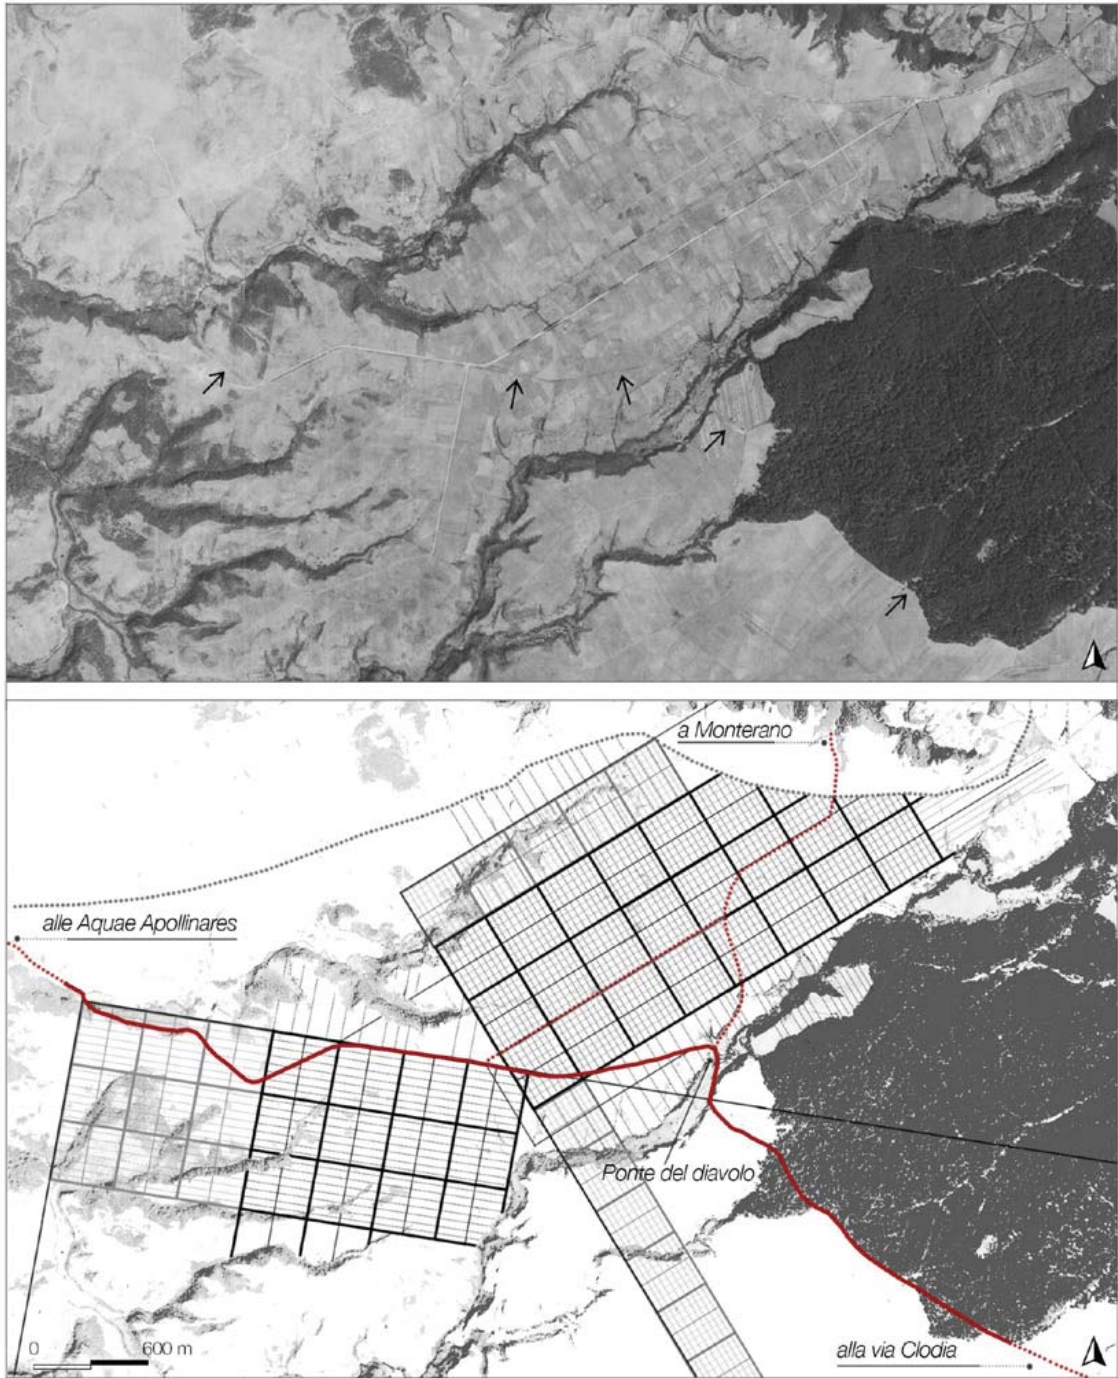 a Monterano
alle Aquae Apollinares
Ponte del diavolo
0 600 m
alla via Clodia